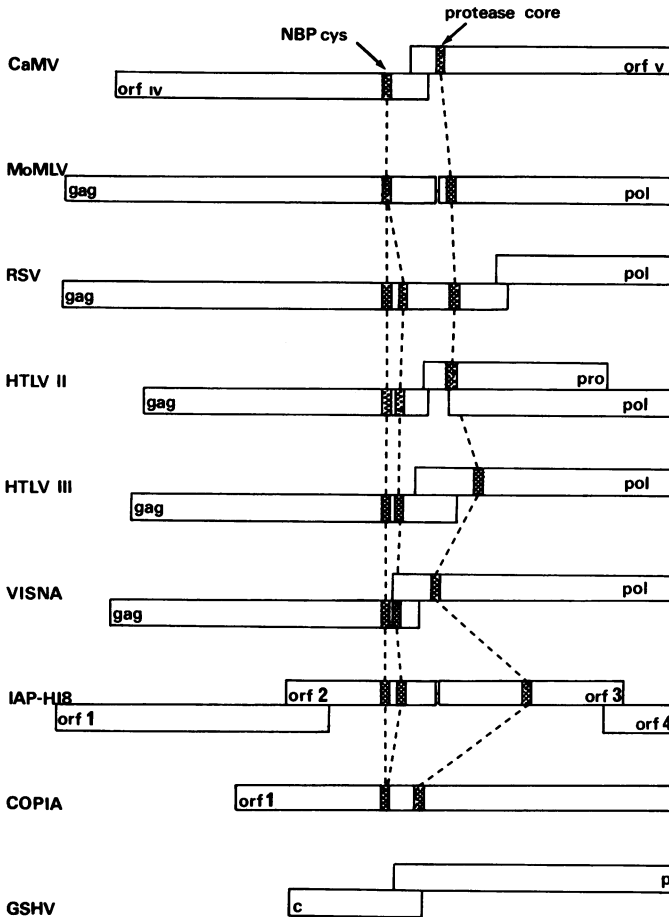 protease core
NBP cys
CaMV
orf v
orf IV
MoMLV
gag
pol
RSV
pol
gag
HTLV II
pro
gag
pol
HTLV III
pol
gag
VISNA
pol
gag
IAP-HI8
orf 2
orf 3
orf 1
orf 4
COPIA
orf 1
p
GSHV
c